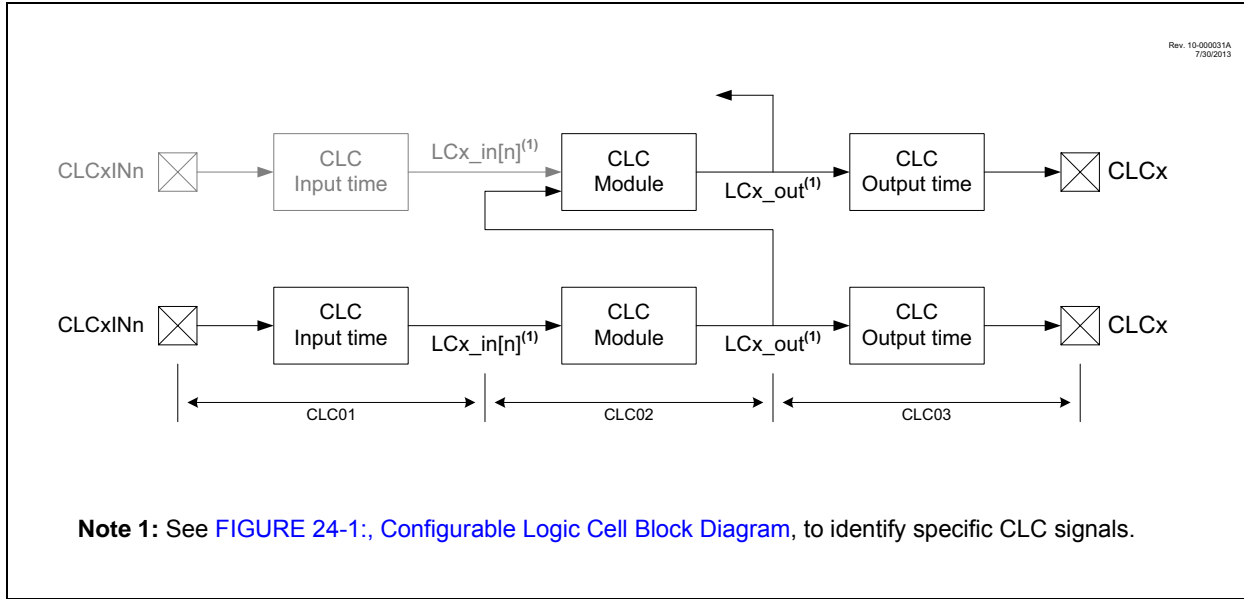 Rev. 10-000031A
7/30/2013
CLCxINn
CLC
Input time
LCx_in[n](1)
CLC
Module
LCx_out(1)
CLC
Output time
CLCx
CLCxINn
CLC
Input time
LCx_in[n](1)
CLC
Module
LCx_out(1)
CLC
Output time
CLCx
CLC01
CLC02
CLC03
Note 1: See FIGURE 24-1:, Configurable Logic Cell Block Diagram, to identify specific CLC signals.